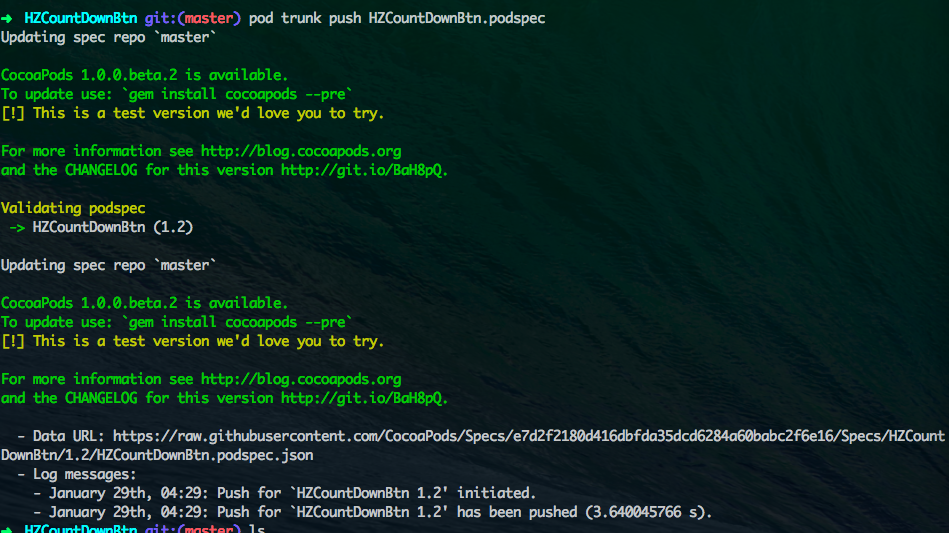 ➜  HZCountDownBtn git:(master) pod trunk push HZCountDownBtn.podspec
Updating spec repo `master`
CocoaPods 1.0.0.beta.2 is available.
To update use: `gem install cocoapods --pre`
[!] This is a test version we'd love you to try.
For more information see http://blog.cocoapods.org
and the CHANGELOG for this version http://git.io/BaH8pQ.
Validating podspec
 -> HZCountDownBtn (1.2)
Updating spec repo `master`
CocoaPods 1.0.0.beta.2 is available.
To update use: `gem install cocoapods --pre`
[!] This is a test version we'd love you to try.
For more information see http://blog.cocoapods.org
and the CHANGELOG for this version http://git.io/BaH8pQ.
  - Data URL: https://raw.githubusercontent.com/CocoaPods/Specs/e7d2f2180d416dbfda35dcd6284a60babc2f6e16/Specs/HZCount
DownBtn/1.2/HZCountDownBtn.podspec.json
  - Log messages:
    - January 29th, 04:29: Push for `HZCountDownBtn 1.2' initiated.
    - January 29th, 04:29: Push for `HZCountDownBtn 1.2' has been pushed (3.640045766 s).
➜  HZCountDownBtn git:(master) ls